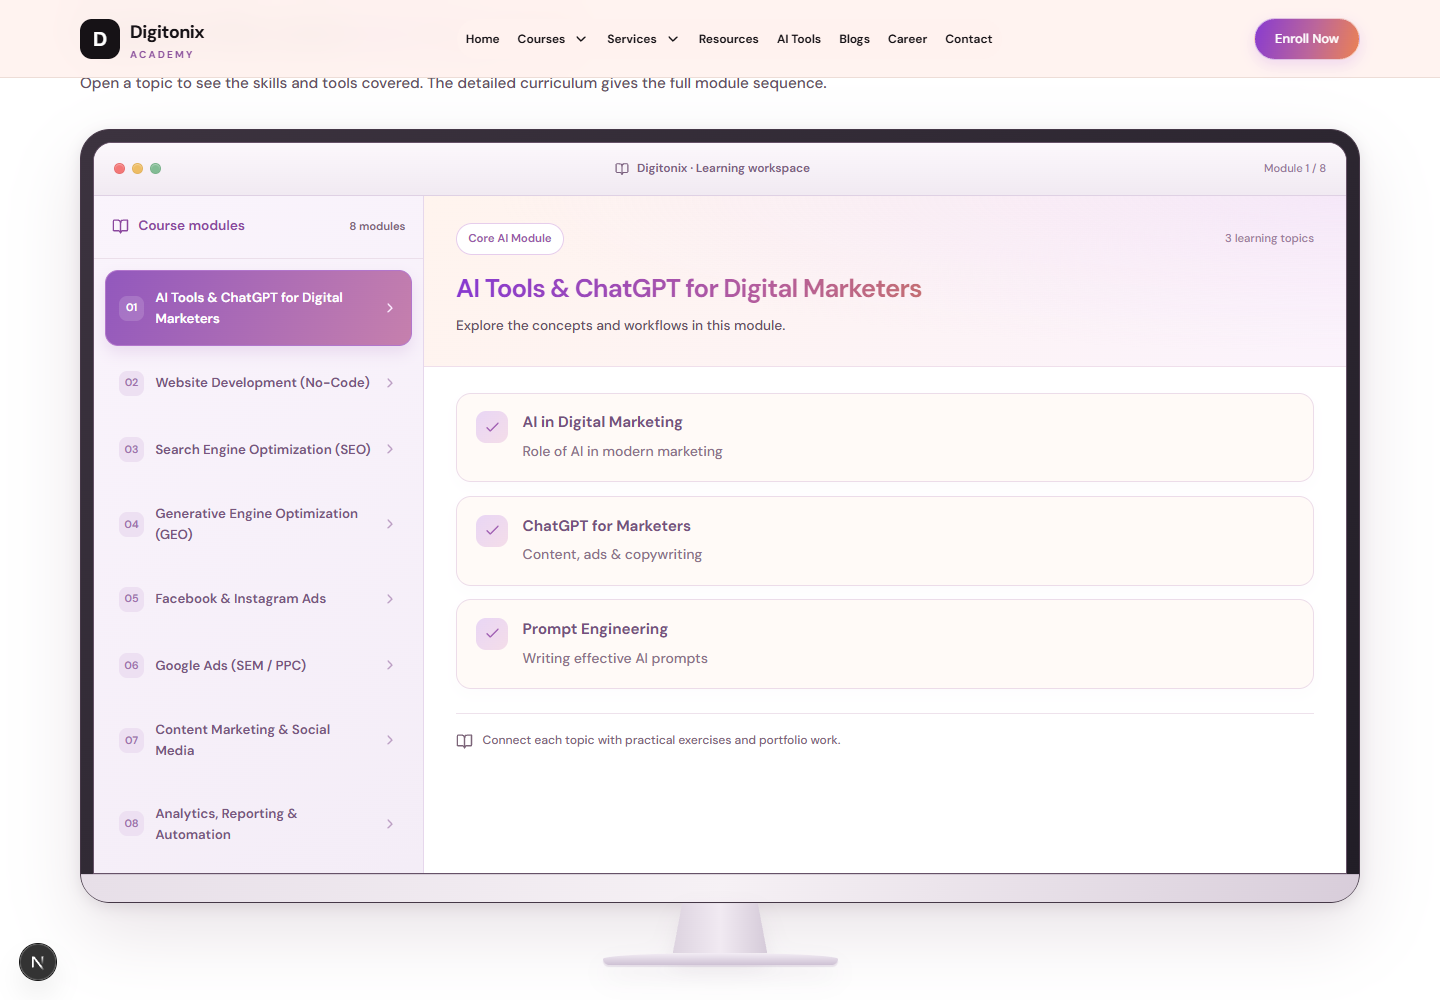 D
Digitonix
ACADEMY
Home
Courses
Services
Resources
AI Tools
Blogs
Career
Contact
Enroll Now
Open a topic to see the skills and tools covered. The detailed curriculum gives the full module sequence.
Digitonix · Learning workspace
Module 1 / 8
Course modules
8 modules
01
AI Tools & ChatGPT for Digital
Marketers
02
Website Development (No-Code)
03
Search Engine Optimization (SEO)
04
Generative Engine Optimization
(GEO)
05
Facebook & Instagram Ads
06
Google Ads (SEM / PPC)
07
Content Marketing & Social
Media
08
Analytics, Reporting &
Automation
Core AI Module
3 learning topics
AI Tools & ChatGPT for Digital Marketers
Explore the concepts and workflows in this module.
AI in Digital Marketing
Role of AI in modern marketing
ChatGPT for Marketers
Content, ads & copywriting
Prompt Engineering
Writing effective AI prompts
Connect each topic with practical exercises and portfolio work.
N